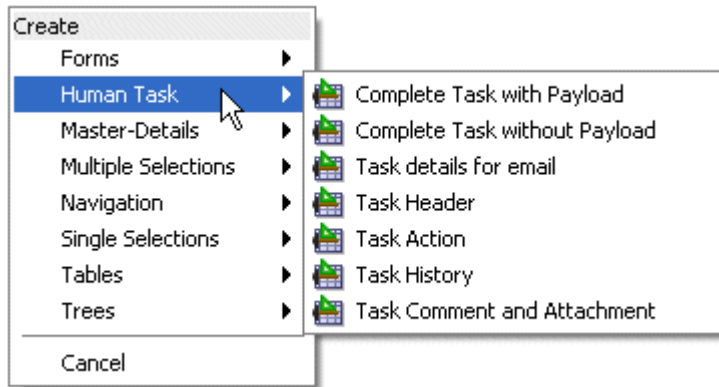 Create
Forms
Human Task
Master-Details
Multiple Selections
Navigation
Single Selections
Tables
Trees
Cancel
Complete Task with Payload
Complete Task without Payload
Task details for email
Task Header
Task Action
Task History
Task Comment and Attachment